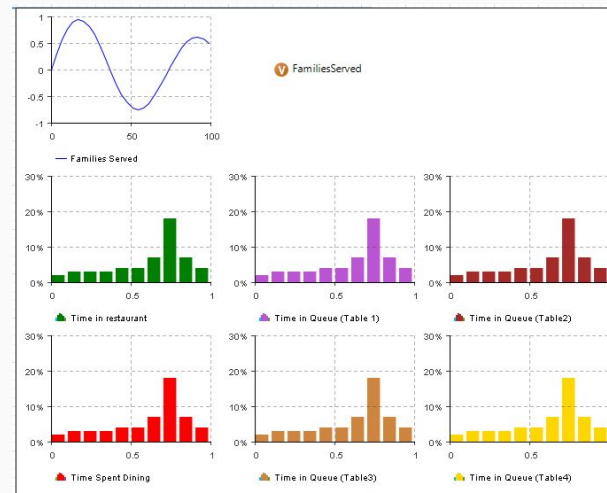 1
0.5
0
-0.5
-1
0 50 100
Families Served
V FamiliesServed
30% 30% 30%
20% 20% 20%
10% 10% 10%
0% 0% 0%
0 0.5 1 0 0.5 1 0 0.5
Time in restaurant Time in Queue (Table 1) Time in Queue (Table2)
30% 30% 30%
20% 20% 20%
10% 10% 10%
0% 0% 0%
0 0.5 1 0 0.5 1 0 0.5
Time Spent Dining Time in Queue (Table3) Time in Queue (Table4)